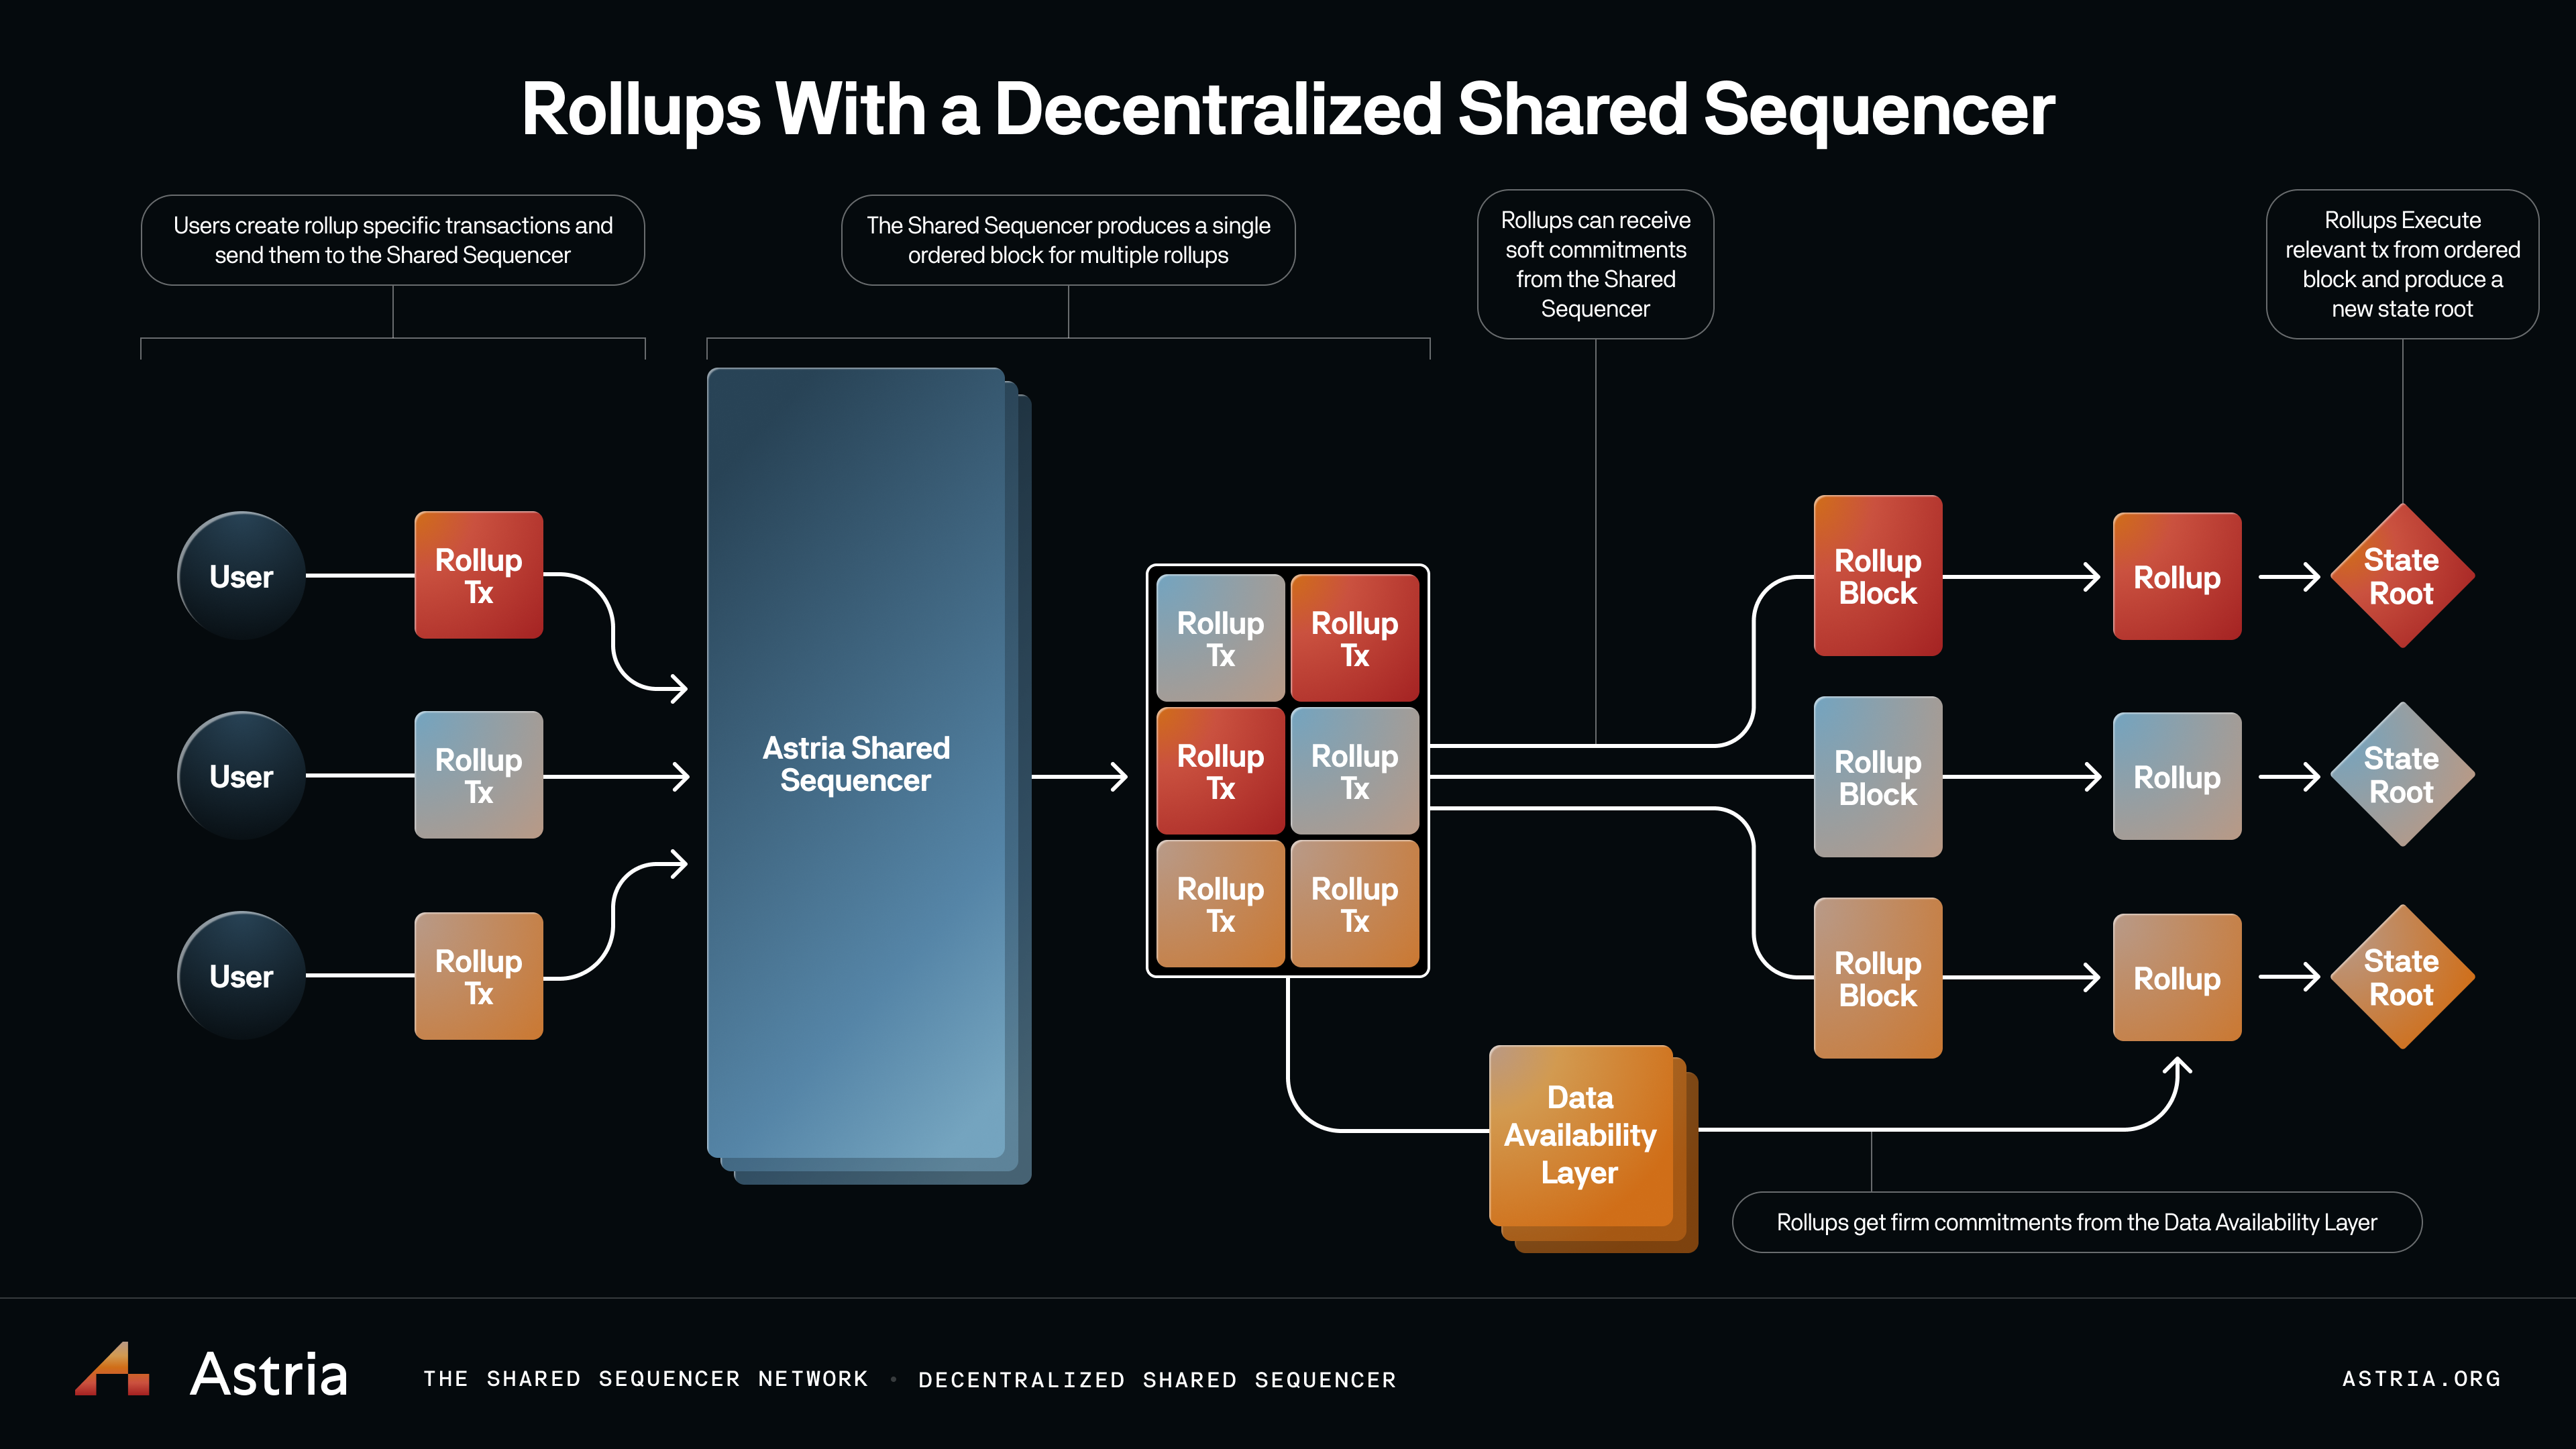 Rollups With a Decentralized Shared Sequencer
Users create rollup specific transactions and
send them to the Shared Sequencer
The Shared Sequencer produces a single
ordered block for multiple rollups
Rollups can receive
soft commitments
from the Shared
Sequencer
Rollups Execute
relevant tx from ordered
block and produce a
new state root
User
Rollup
Tx
User
Rollup
Tx
User
Rollup
Tx
Astria Shared
Sequencer
Rollup
Tx
Rollup
Tx
Rollup
Tx
Rollup
Tx
Rollup
Tx
Rollup
Tx
Rollup
Block
Rollup
State
Root
Rollup
Block
Rollup
State
Root
Rollup
Block
Rollup
State
Root
Data
Availability
Layer
Rollups get firm commitments from the Data Availability Layer
Astria
THE SHARED SEQUENCER NETWORK • DECENTRALIZED SHARED SEQUENCER
ASTRIA.ORG